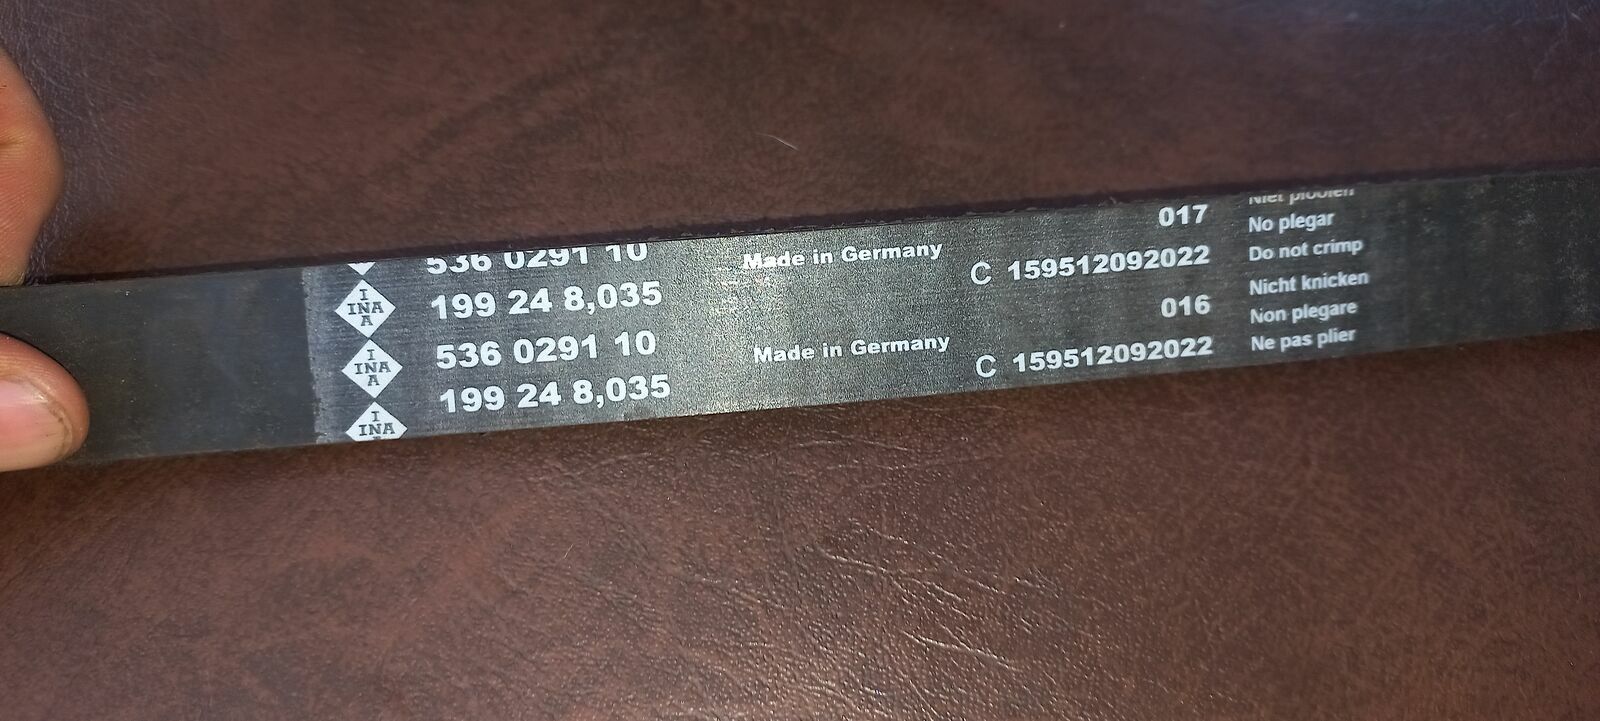 536 0291 10
Made in Germany
017
Niet plooien
No plegar
INA
199 24 8,035
C 159512092022
Do not crimp
INA
536 0291 10
Made in Germany
016
Nicht knicken
Non plegare
INA
199 24 8,035
C 159512092022
Ne pas plier